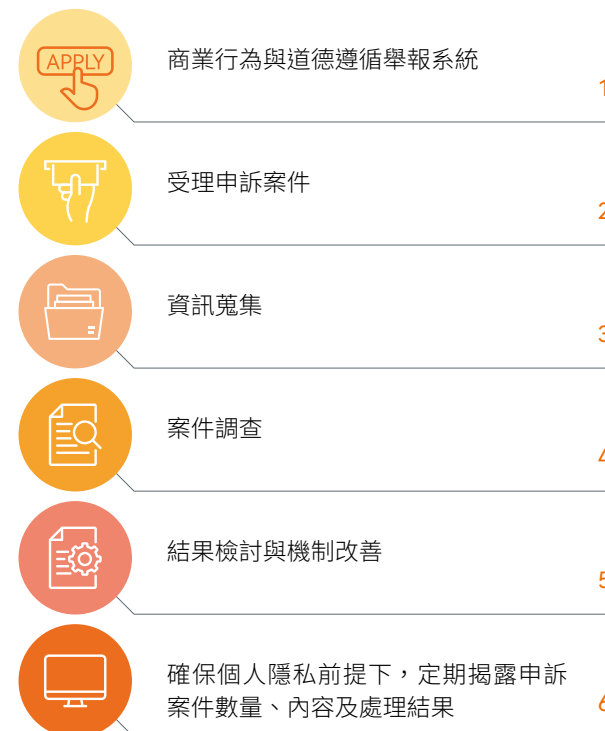 APPLY
商業行為與道德遵循舉報系統
1
受理申訴案件
2
資訊蒐集
3
案件調查
4
結果檢討與機制改善
5
確保個人隱私前提下，定期揭露申訴
案件數量、內容及處理結果
6